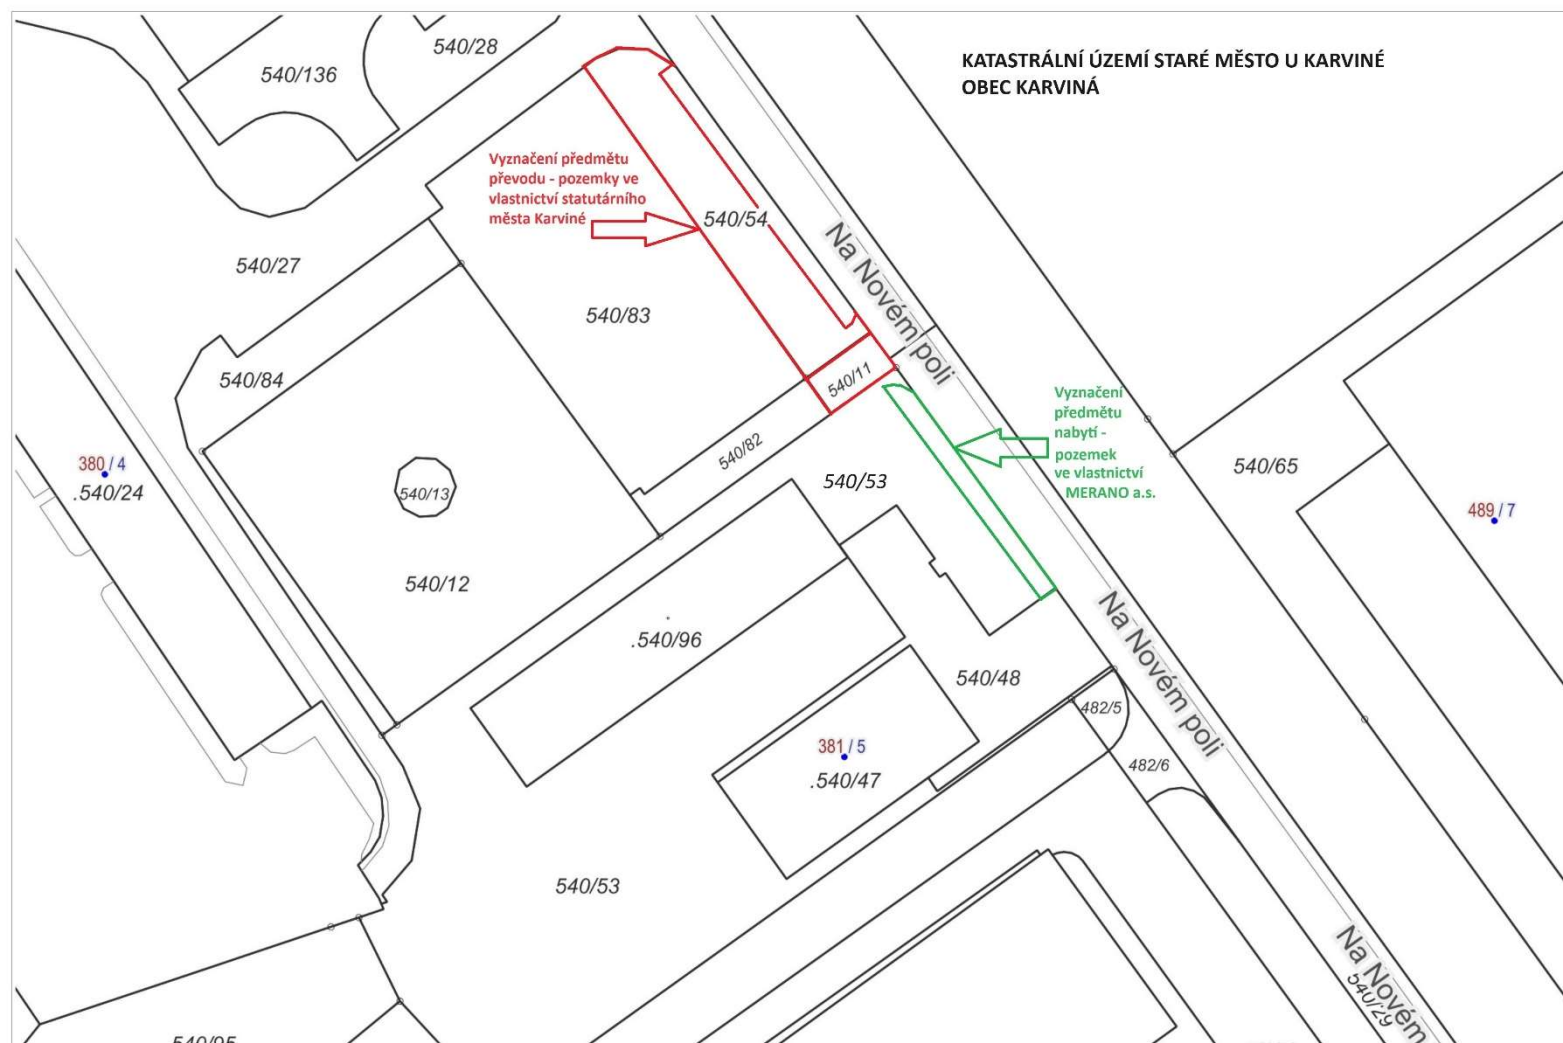 KATASTRÁLNÍ ÚZEMÍ STARÉ MĚSTO U KARVINÉ
OBEC KARVINÁ
540/28
540/136
Vyznačení předmětu
převodu - pozemky ve
vlastnictví statutárního
města Karviné
540/54
Na Novém poli
540/27
540/83
540/84
540/11
Vyznačení
předmětu
nabytí -
pozemek
ve vlastnictví
MERANO a.s.
540/82
380 / 4
.540/24
540/13
540/53
540/65
489 / 7
540/12
.540/96
Na Novém poli
540/48
482/5
381 / 5
.540/47
482/6
540/53
Na Novém
540/29
540/95